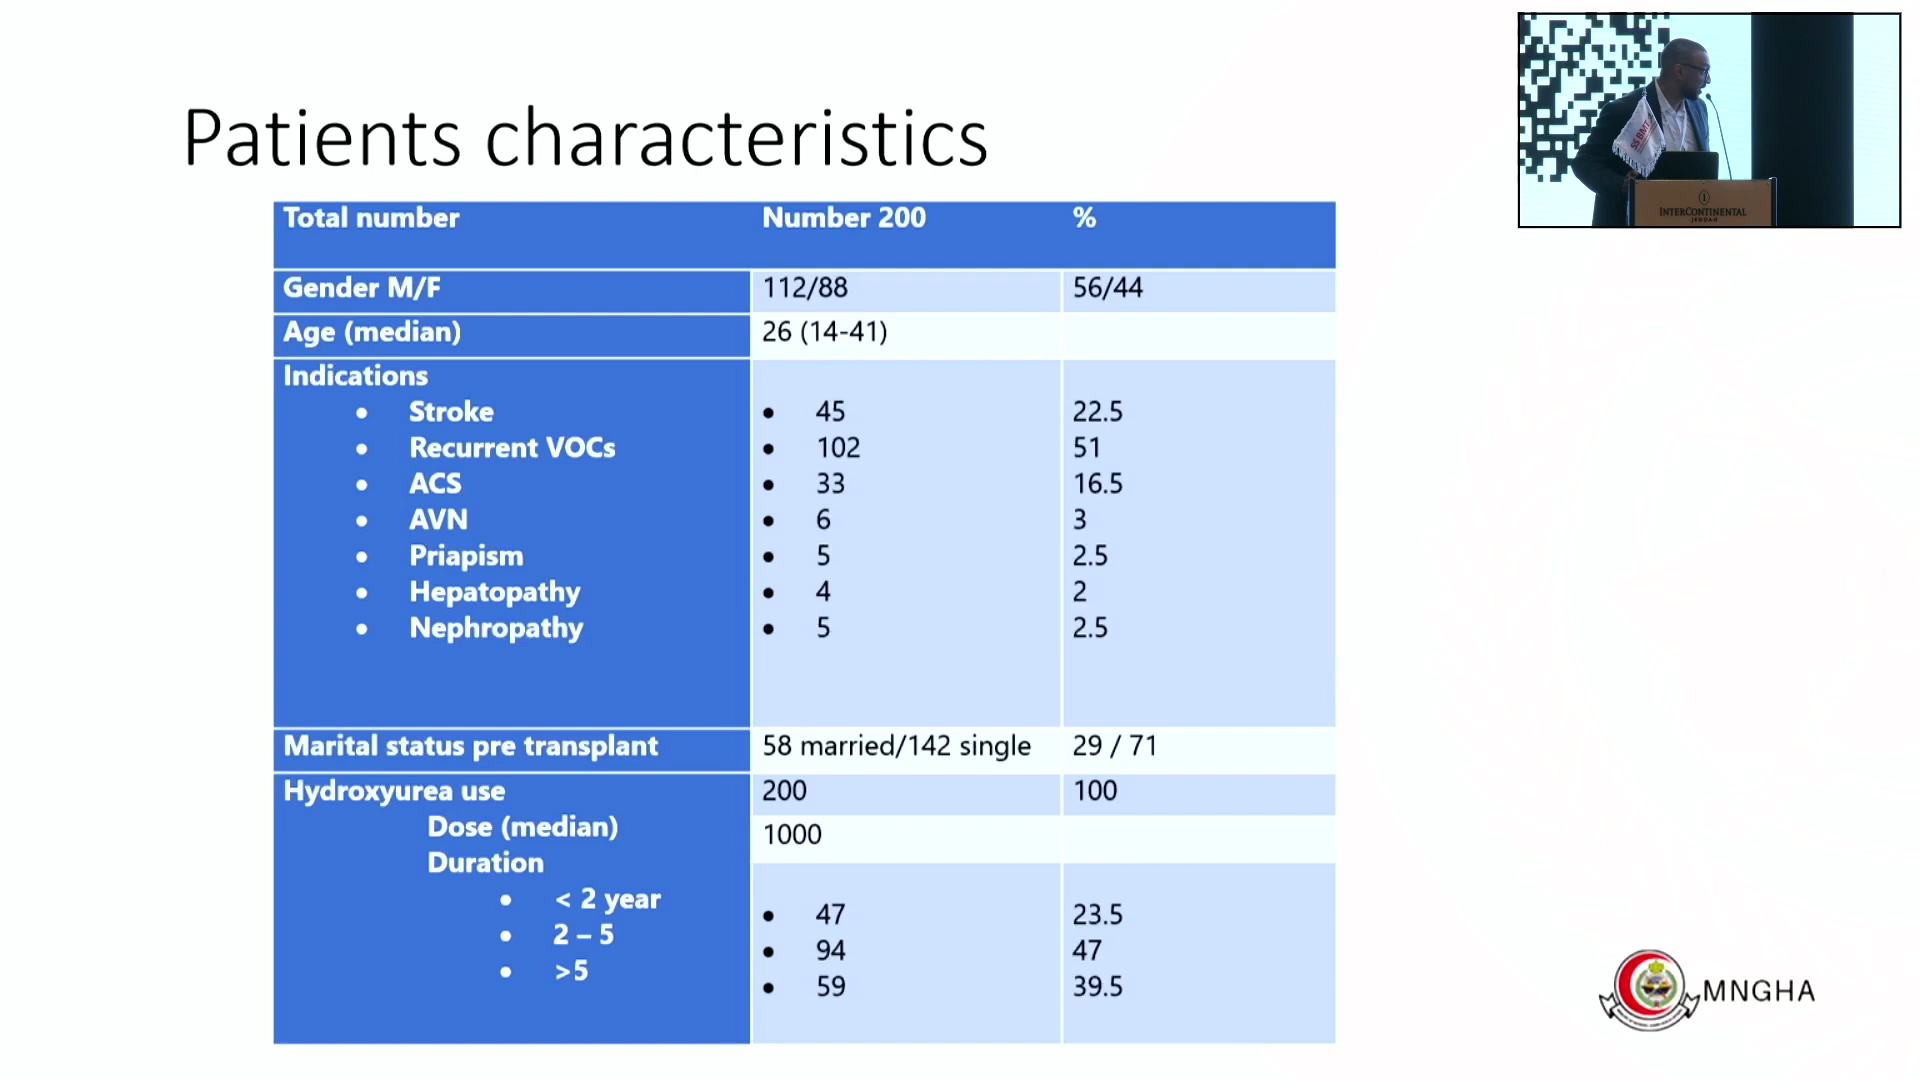 Patients characteristics
Total number Number 200 %
Gender M/F 112/88 56/44
Age (median) 26 (14-41)
Indications
• Stroke • 45 22.5
• Recurrent VOCs • 102 51
• ACS • 33 16.5
• AVN • 6 3
• Priapism • 5 2.5
• Hepatopathy • 4 2
• Nephropathy • 5 2.5
Marital status pre transplant 58 married/142 single 29 / 71
Hydroxyurea use 200 100
Dose (median) 1000
Duration
• < 2 year • 47 23.5
• 2 – 5 • 94 47
• >5 • 59 39.5
SSBMT
INTERCONTINENTAL
JEDDAH
MNGHA